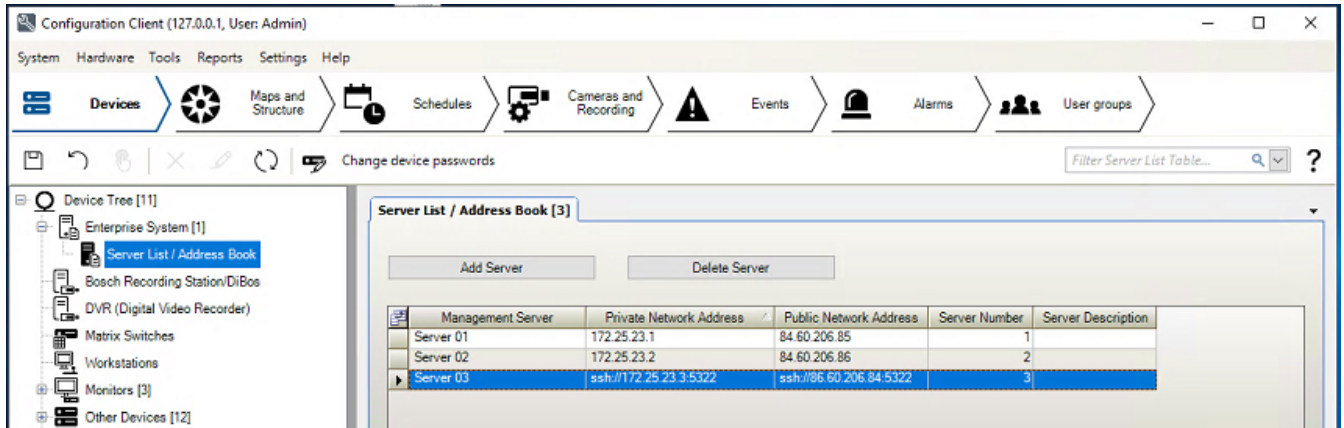 Configuration Client (127.0.0.1, User: Admin)
System Hardware Tools Reports Settings Help
Devices Maps and Structure Schedules Cameras and Recording Events Alarms User groups
Change device passwords Filter Server List Table... ?
Device Tree [11]
Enterprise System [1]
Server List / Address Book
Bosch Recording Station/DiBos
DVR (Digital Video Recorder)
Matrix Switches
Workstations
Monitors [3]
Other Devices [12]
Server List / Address Book [3]
Add Server Delete Server
Management Server Private Network Address Public Network Address Server Number Server Description
Server 01 172.25.23.1 84.60.206.85 1
Server 02 172.25.23.2 84.60.206.86 2
Server 03 ssh://172.25.23.3:5322 ssh://86.60.206.84:5322 3